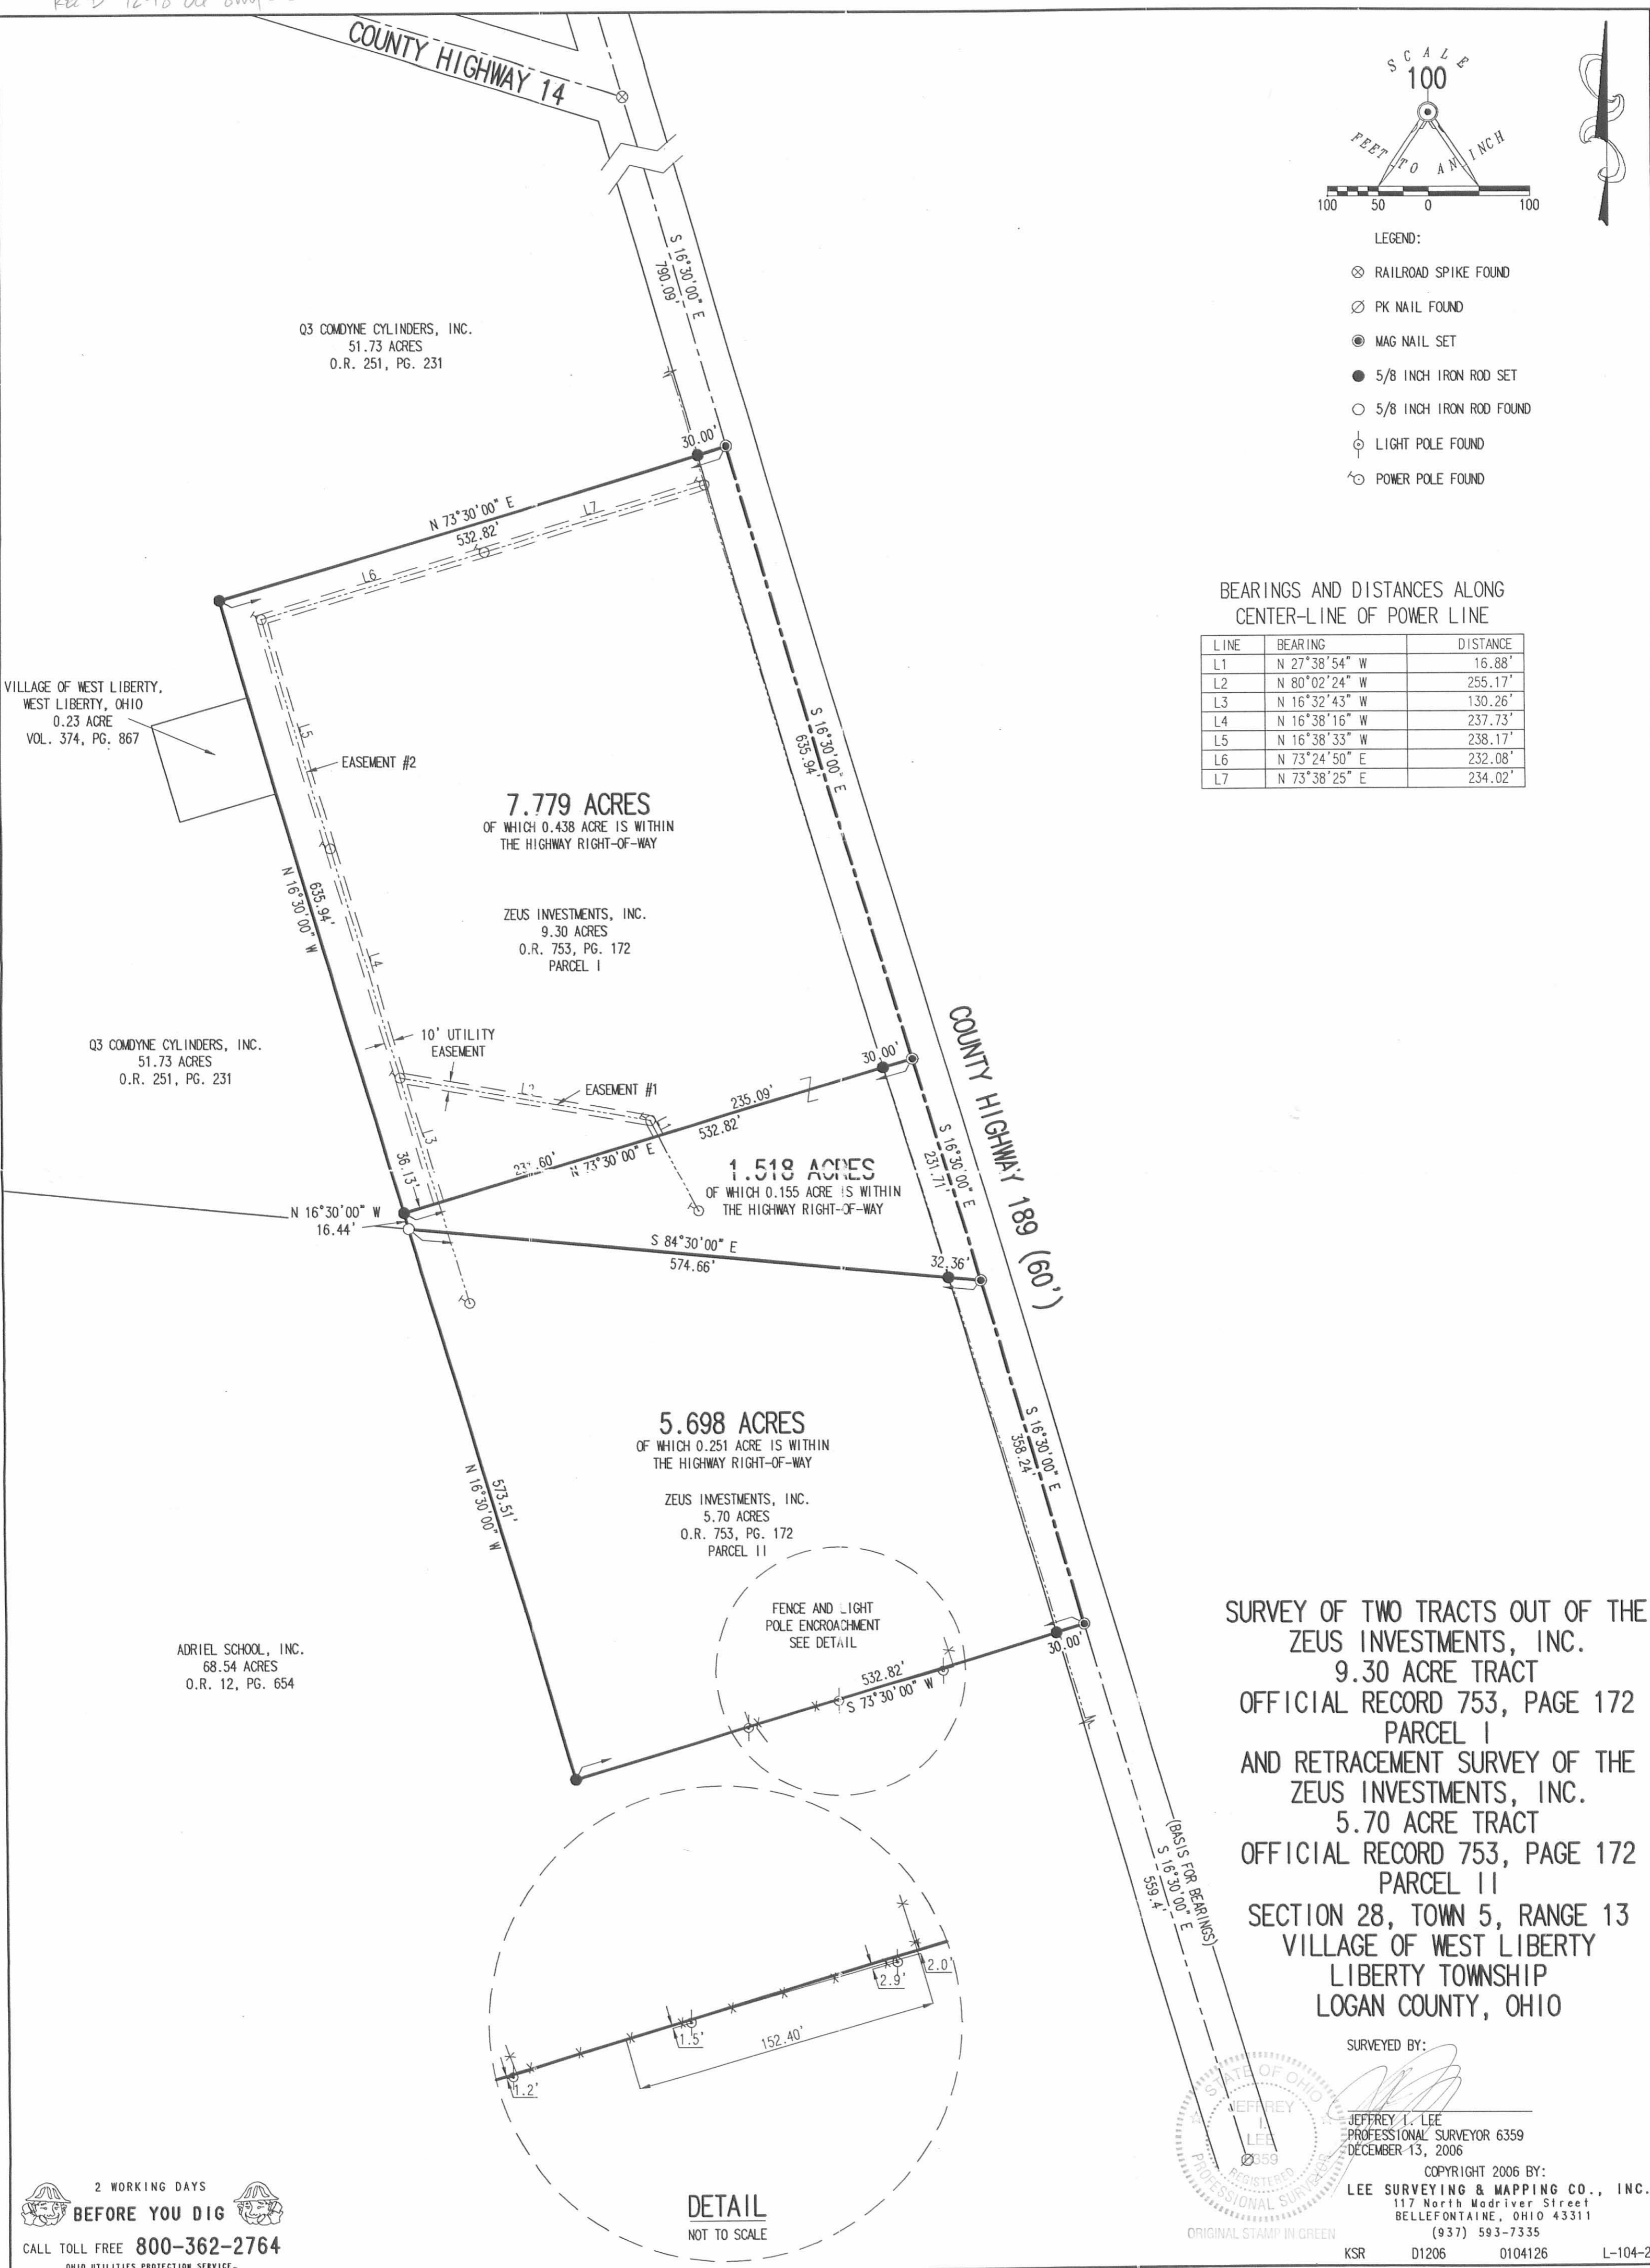 COUNTY HIGHWAY 14
SCALE
100
FEET TO AN INCH
100 50 0 100
LEGEND:
RAILROAD SPIKE FOUND
PK NAIL FOUND
MAG NAIL SET
5/8 INCH IRON ROD SET
5/8 INCH IRON ROD FOUND
LIGHT POLE FOUND
POWER POLE FOUND
S 16°30'00" E
790.09'
Q3 COMDYNE CYLINDERS, INC.
51.73 ACRES
O.R. 251, PG. 231
30.00'
N 73°30'00" E
532.82'
L7
L6
BEARINGS AND DISTANCES ALONG
CENTER-LINE OF POWER LINE
LINE BEARING DISTANCE
L1 N 27°38'54" W 16.88'
L2 N 80°02'24" W 255.17'
L3 N 16°32'43" W 130.26'
L4 N 16°38'16" W 237.73'
L5 N 16°38'33" W 238.17'
L6 N 73°24'50" E 232.08'
L7 N 73°38'25" E 234.02'
VILLAGE OF WEST LIBERTY,
WEST LIBERTY, OHIO
0.23 ACRE
VOL. 374, PG. 867
L5
EASEMENT #2
S 16°30'00" E
635.94'
7.779 ACRES
OF WHICH 0.438 ACRE IS WITHIN
THE HIGHWAY RIGHT-OF-WAY
635.94'
N 16°30'00" W
ZEUS INVESTMENTS, INC.
9.30 ACRES
O.R. 753, PG. 172
PARCEL I
L4
Q3 COMDYNE CYLINDERS, INC.
51.73 ACRES
O.R. 251, PG. 231
10' UTILITY
EASEMENT
L2
EASEMENT #1
30.00'
COUNTY HIGHWAY 189 (60')
235.09'
532.82'
N 73°30'00" E
L3
36.13'
S 16°30'00" E
231.71'
1.518 ACRES
OF WHICH 0.155 ACRE IS WITHIN
THE HIGHWAY RIGHT-OF-WAY
N 16°30'00" W
16.44'
S 84°30'00" E
574.66'
32.36'
5.698 ACRES
OF WHICH 0.251 ACRE IS WITHIN
THE HIGHWAY RIGHT-OF-WAY
S 16°30'00" E
358.24'
573.51'
N 16°30'00" W
ZEUS INVESTMENTS, INC.
5.70 ACRES
O.R. 753, PG. 172
PARCEL II
FENCE AND LIGHT
POLE ENCROACHMENT
SEE DETAIL
30.00'
532.82'
S 73°30'00" W
ADRIEL SCHOOL, INC.
68.54 ACRES
O.R. 12, PG. 654
SURVEY OF TWO TRACTS OUT OF THE
ZEUS INVESTMENTS, INC.
9.30 ACRE TRACT
OFFICIAL RECORD 753, PAGE 172
PARCEL I
AND RETRACEMENT SURVEY OF THE
ZEUS INVESTMENTS, INC.
5.70 ACRE TRACT
OFFICIAL RECORD 753, PAGE 172
PARCEL II
SECTION 28, TOWN 5, RANGE 13
VILLAGE OF WEST LIBERTY
LIBERTY TOWNSHIP
LOGAN COUNTY, OHIO
(BASIS FOR BEARINGS)
S 16°30'00" E
559.4'
2.0'
2.9'
1.5'
152.40'
1.2'
DETAIL
NOT TO SCALE
SURVEYED BY:
JEFFREY I. LEE
PROFESSIONAL SURVEYOR 6359
DECEMBER 13, 2006
STATE OF OHIO
JEFFREY
I.
LEE
6359
REGISTERED
PROFESSIONAL SURVEYOR
ORIGINAL STAMP IN GREEN
COPYRIGHT 2006 BY:
LEE SURVEYING & MAPPING CO., INC.
117 North Madriver Street
BELLEFONTAINE, OHIO 43311
(937) 593-7335
KSR D1206 0104126 L-104-2
2 WORKING DAYS
BEFORE YOU DIG
CALL TOLL FREE 800-362-2764
OHIO UTILITIES PROTECTION SERVICE